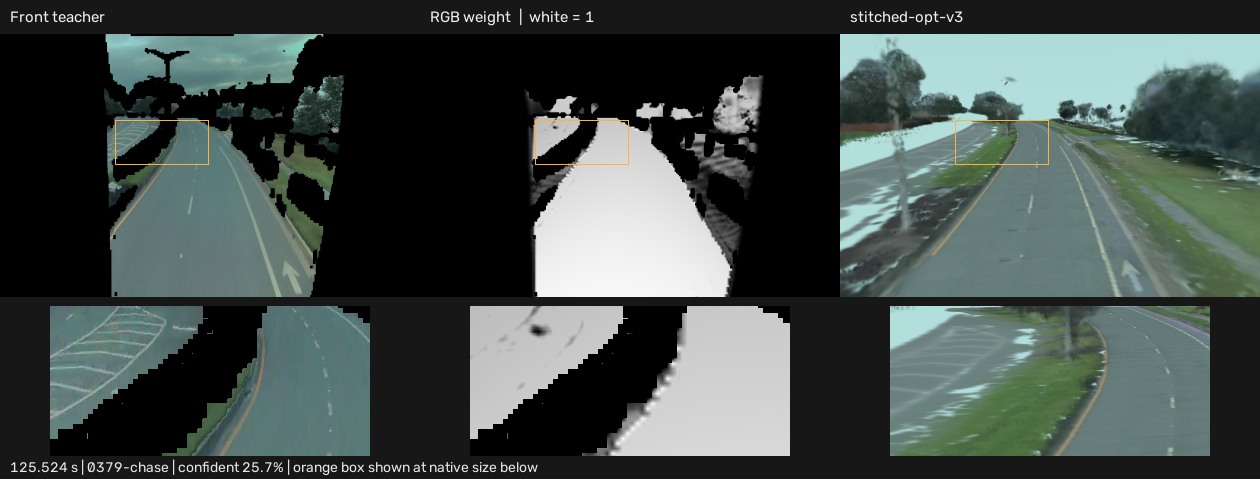 Front teacher
RGB weight | white = 1
stitched-opt-v3
125.524 s | 0379-chase | confident 25.7% | orange box shown at native size below